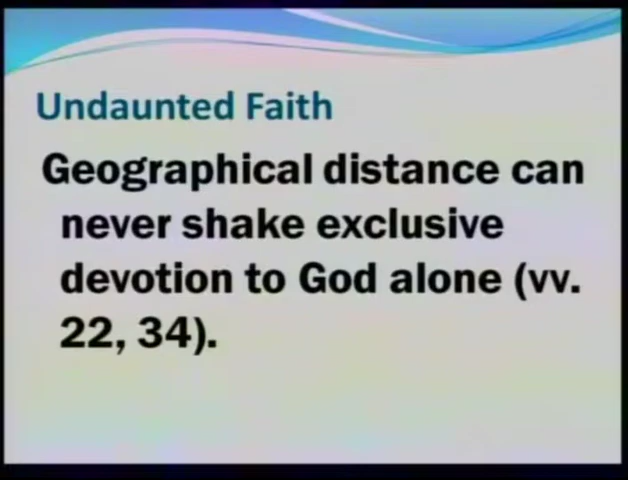 Undaunted Faith
Geographical distance can
never shake exclusive
devotion to God alone (vv.
22, 34).